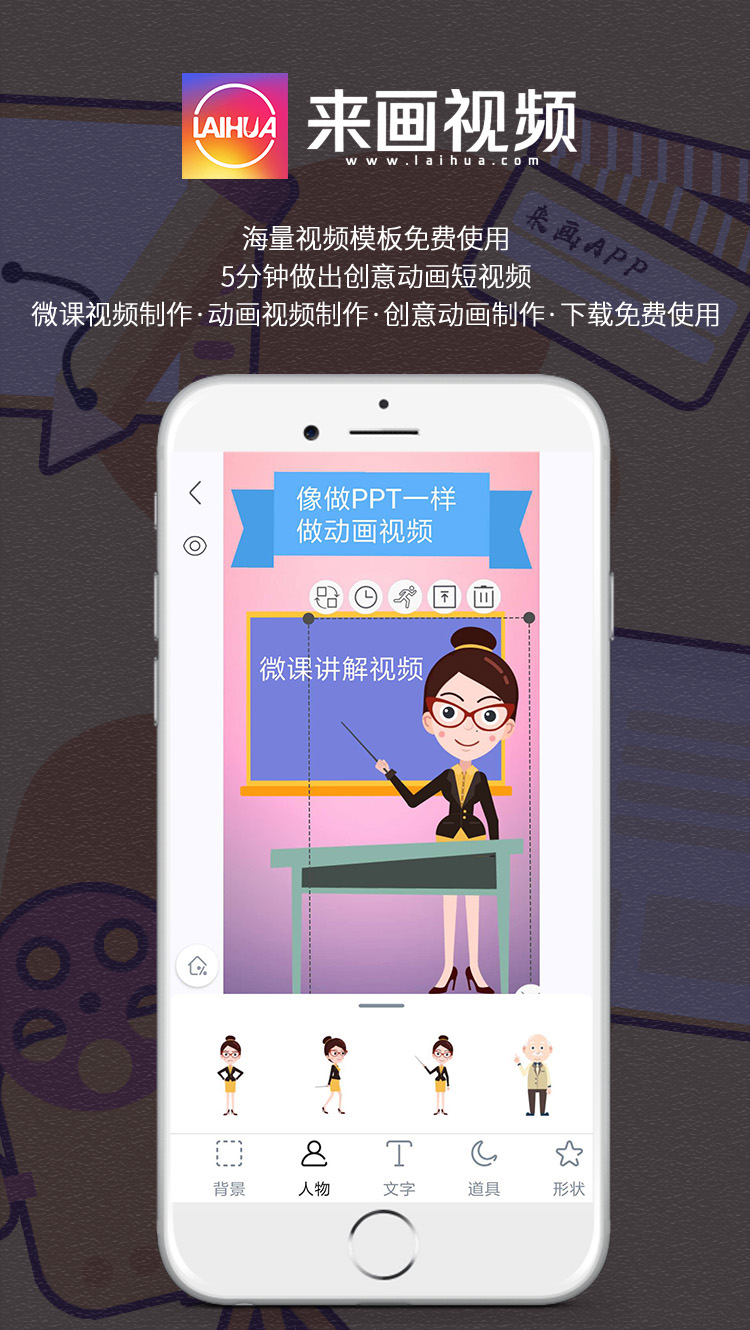 LAIHUA
来画视频
www.laihua.com
来画APP
海量视频模板免费使用
5分钟做出创意动画短视频
微课视频制作·动画视频制作·创意动画制作·下载免费使用
像做PPT一样
做动画视频
微课讲解视频
背景
人物
文字
道具
形状